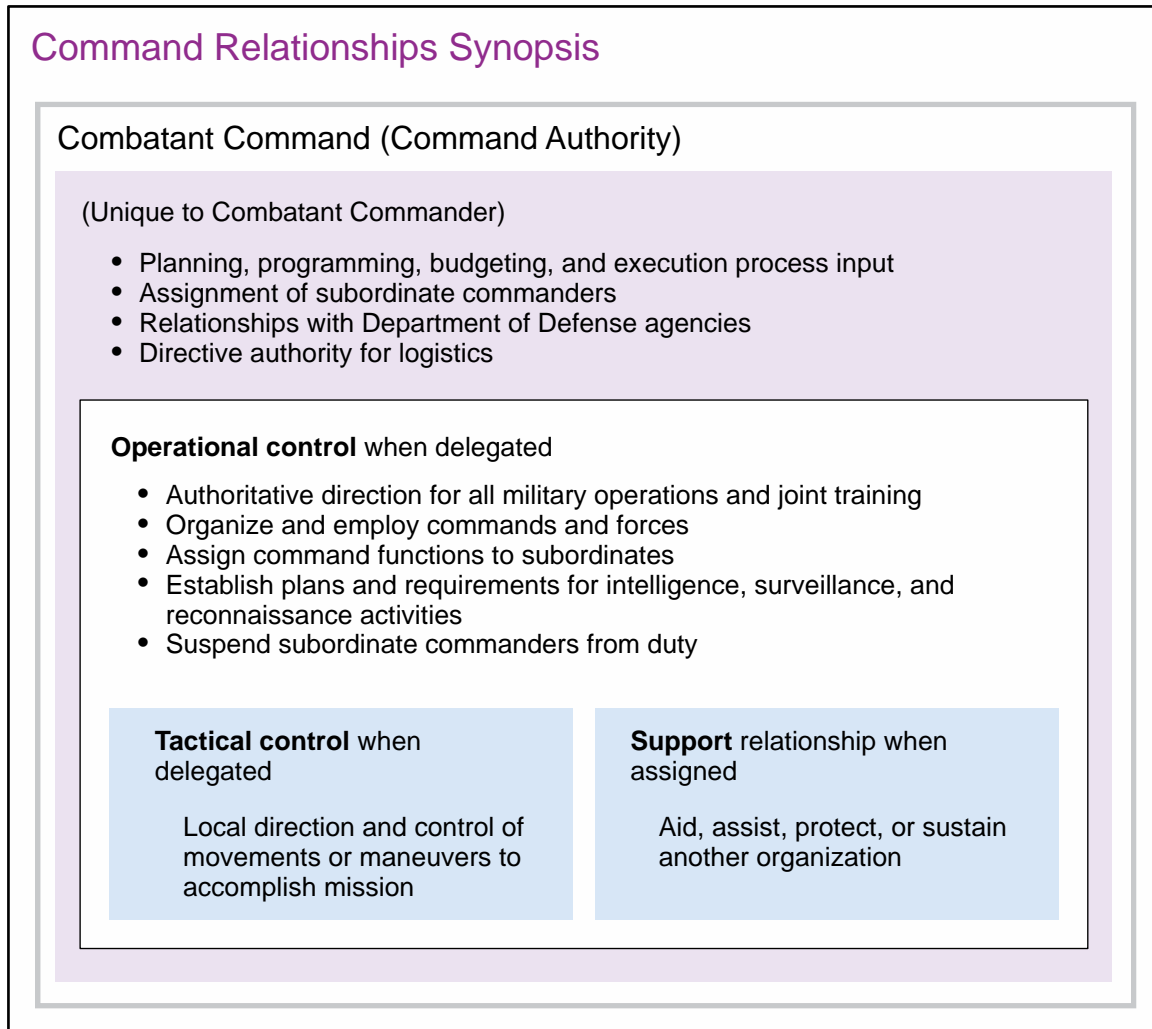 Command Relationships Synopsis
Combatant Command (Command Authority)
(Unique to Combatant Commander)
• Planning, programming, budgeting, and execution process input
• Assignment of subordinate commanders
• Relationships with Department of Defense agencies
• Directive authority for logistics
Operational control when delegated
• Authoritative direction for all military operations and joint training
• Organize and employ commands and forces
• Assign command functions to subordinates
• Establish plans and requirements for intelligence, surveillance, and
reconnaissance activities
• Suspend subordinate commanders from duty
Tactical control when
delegated
Local direction and control of
movements or maneuvers to
accomplish mission
Support relationship when
assigned
Aid, assist, protect, or sustain
another organization